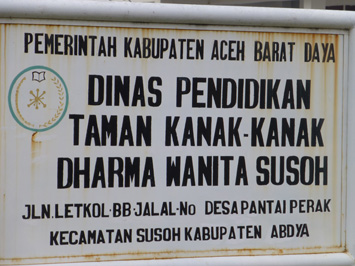 PEMERINTAH KABUPATEN ACEH BARAT DAYA
DINAS PENDIDIKAN
TAMAN KANAK-KANAK
DHARMA WANITA SUSOH
JLN.LETKOL·BB·JALAL·No DESA PANTAI PERAK
KECAMATAN SUSOH KABUPATEN ABDYA